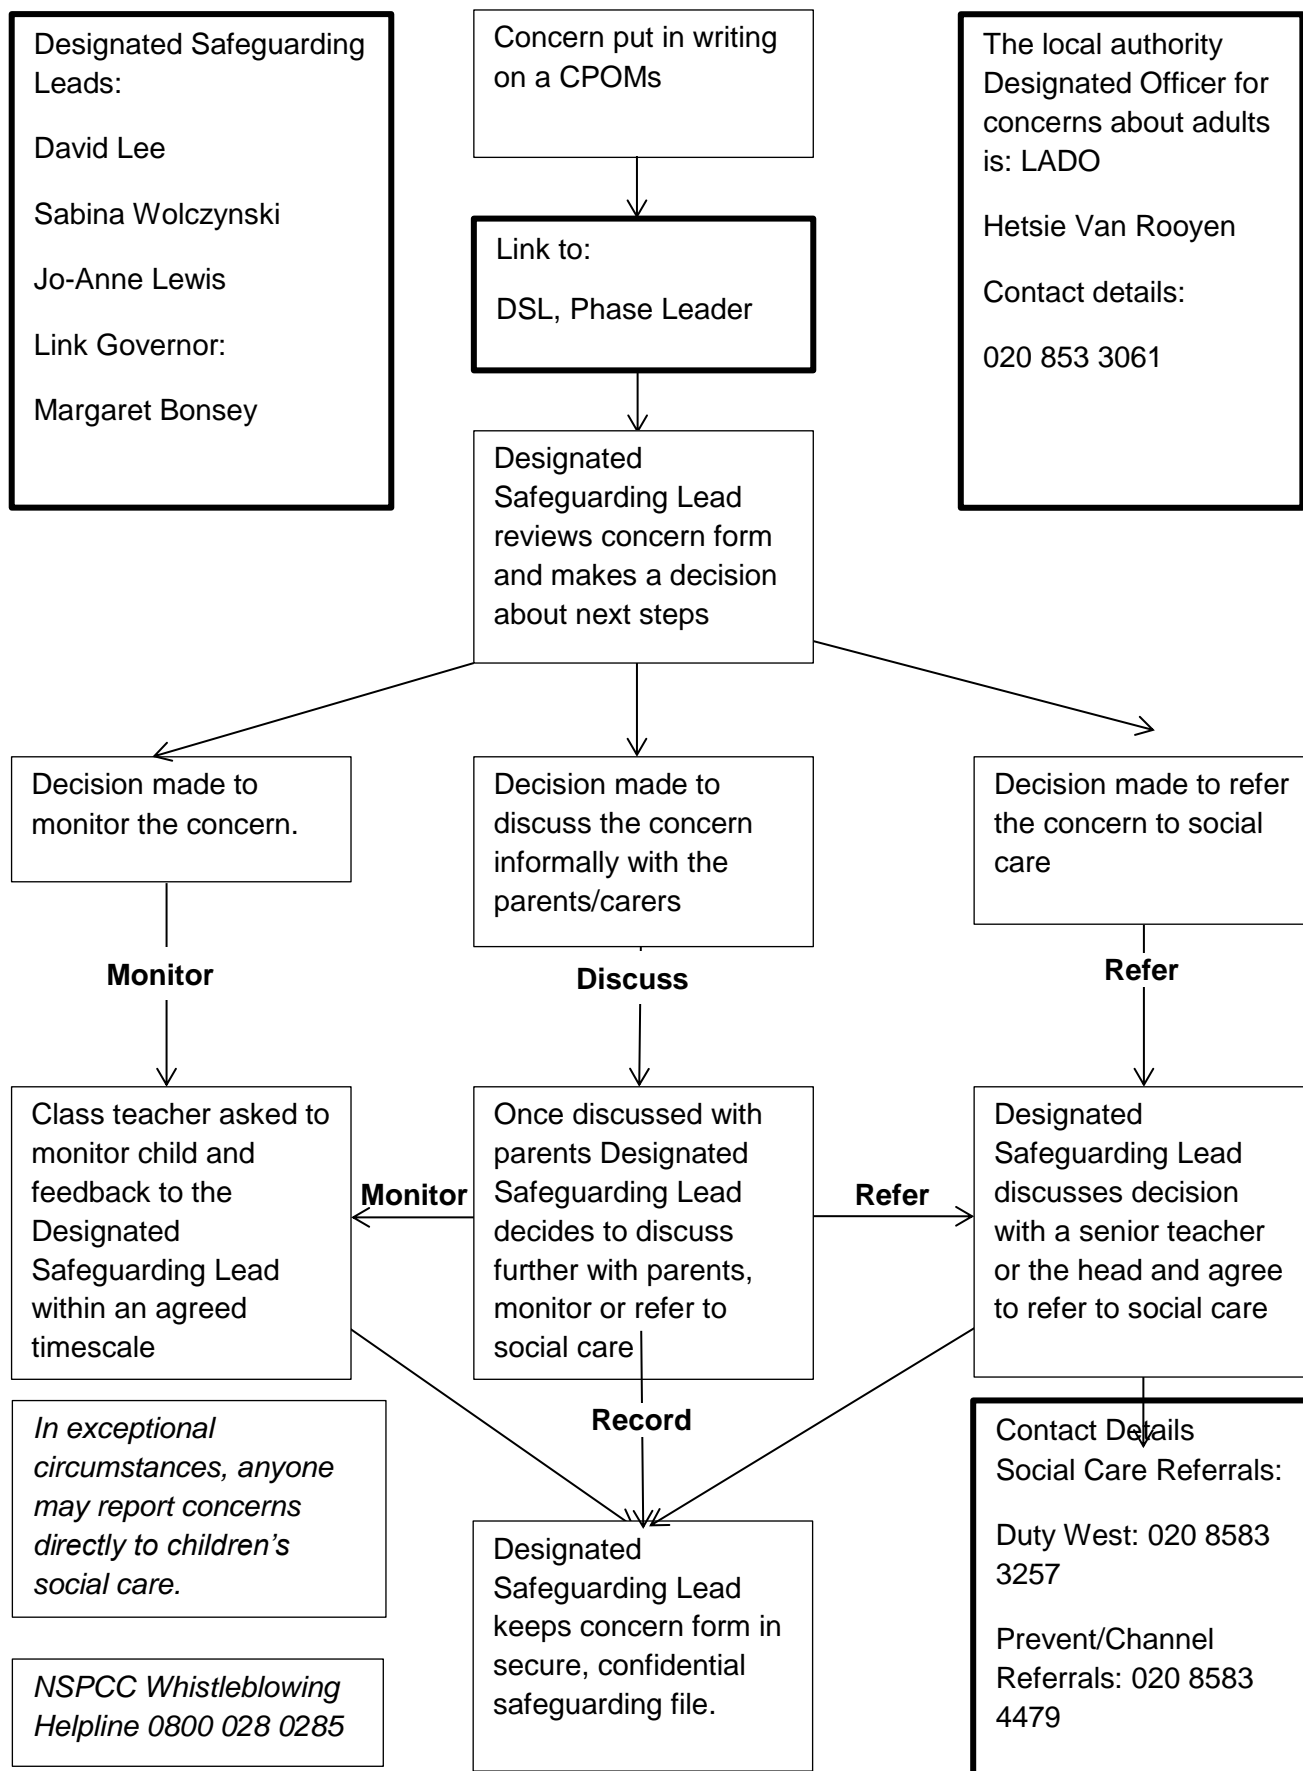 Designated Safeguarding
Leads:
David Lee
Sabina Wolczynski
Jo-Anne Lewis
Link Governor:
Margaret Bonsey
Concern put in writing
on a CPOMs
The local authority
Designated Officer for
concerns about adults
is: LADO
Hetsie Van Rooyen
Contact details:
020 853 3061
Link to:
DSL, Phase Leader
Designated
Safeguarding Lead
reviews concern form
and makes a decision
about next steps
Decision made to
monitor the concern.
Decision made to
discuss the concern
informally with the
parents/carers
Decision made to refer
the concern to social
care
Monitor
Discuss
Refer
Class teacher asked to
monitor child and
feedback to the
Designated
Safeguarding Lead
within an agreed
timescale
Monitor
Once discussed with
parents Designated
Safeguarding Lead
decides to discuss
further with parents,
monitor or refer to
social care
Refer
Designated
Safeguarding Lead
discusses decision
with a senior teacher
or the head and agree
to refer to social care
In exceptional
circumstances, anyone
may report concerns
directly to children’s
social care.
Record
Contact Details
Social Care Referrals:
Duty West: 020 8583
3257
Prevent/Channel
Referrals: 020 8583
4479
Designated
Safeguarding Lead
keeps concern form in
secure, confidential
safeguarding file.
NSPCC Whistleblowing
Helpline 0800 028 0285